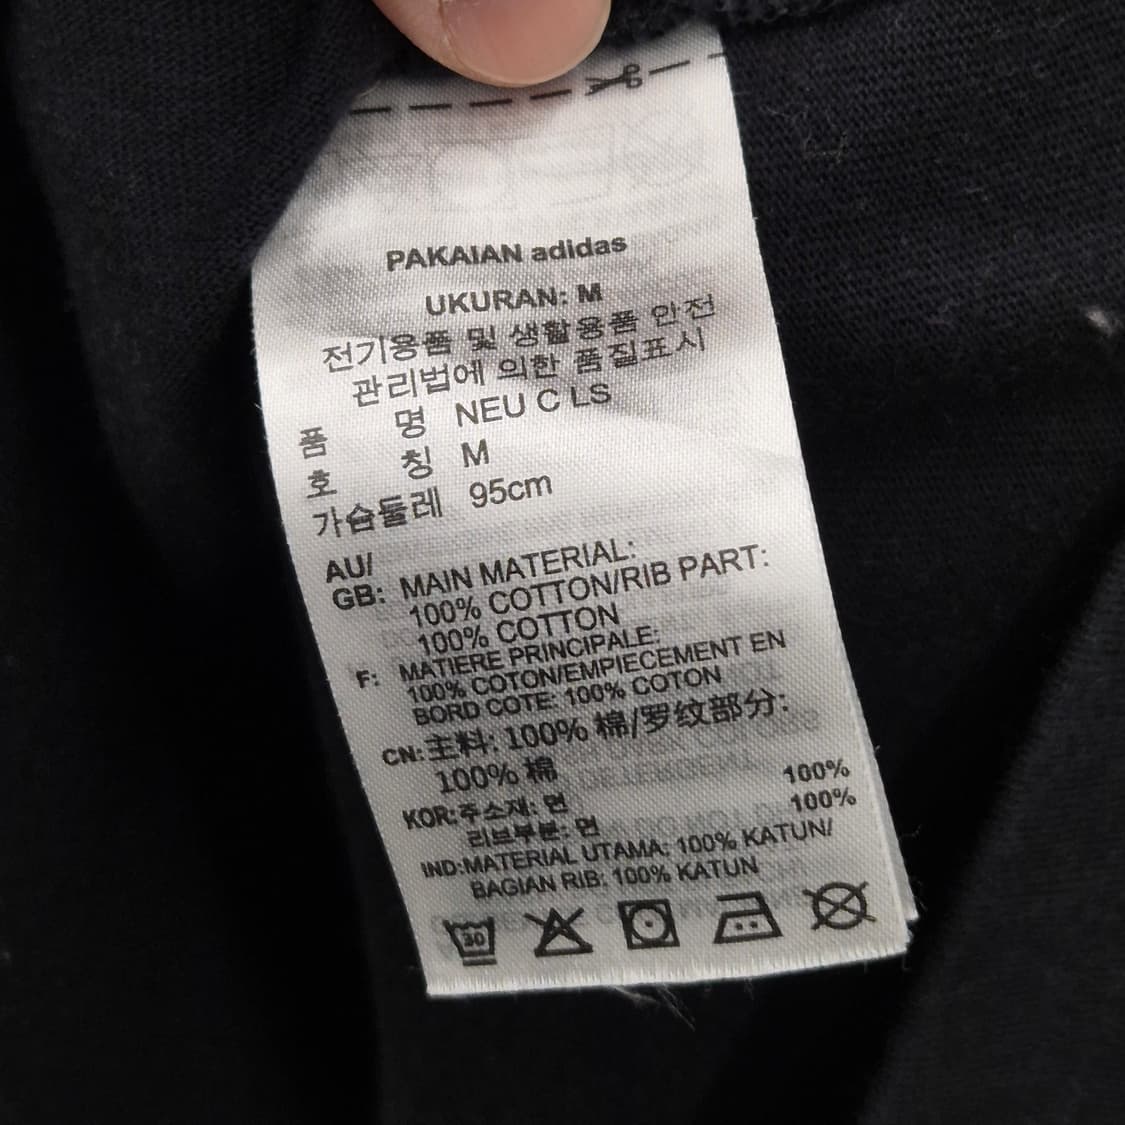 PAKAIAN adidas
UKURAN: M
전기용품 및 생활용품 안전
관리법에 의한 품질표시
품 명 NEU C LS
호 칭 M
가슴둘레 95cm
AU/
GB: MAIN MATERIAL:
100% COTTON/RIB PART:
100% COTTON
F: MATIERE PRINCIPALE:
100% COTON/EMPIECEMENT EN
BORD COTE: 100% COTON
CN: 主料: 100% 棉/罗纹部分:
100% 棉
KOR:주소재: 면 100%
리브부분: 면 100%
IND:MATERIAL UTAMA: 100% KATUN/
BAGIAN RIB: 100% KATUN
30